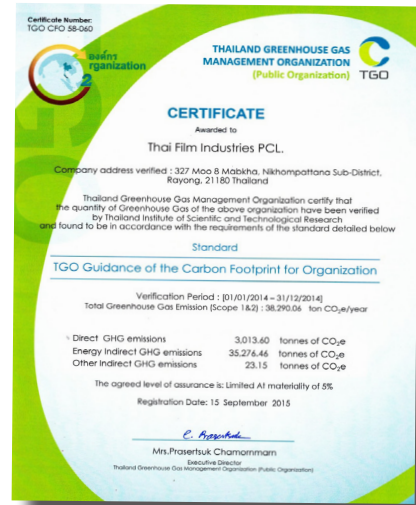 Certificate Number:
TGO CFO 58-060
องค์กร
rganization
2
THAILAND GREENHOUSE GAS
MANAGEMENT ORGANIZATION
(Public Organization)
TGO
CERTIFICATE
Awarded to
Thai Film Industries PCL.
Company address verified : 327 Moo 8 Mabkha, Nikhompattana Sub-District,
Rayong, 21180 Thailand
Thailand Greenhouse Gas Management Organization certify that
the quantity of Greenhouse Gas of the above organization have been verified
by Thailand Institute of Scientifc and Technological Research
and found to be in accordance with the requirements of the standard detailed below
Standard
TGO Guidance of the Carbon Footprint for Organization
Verification Period : [01/01/2014 – 31/12/2014]
Total Greenhouse Gas Emission (Scope 1&2) : 38,290.06 ton CO₂e/year
Direct GHG emissions 3,013.60 tonnes of CO₂e
Energy Indirect GHG emissions 35,276.46 tonnes of CO₂e
Other Indirect GHG emissions 23.15 tonnes of CO₂e
The agreed level of assurance is: Limited At materiality of 5%
Registration Date: 15 September 2015
Mrs.Prasertsuk Chamornmarn
Executive Director
Thailand Greenhouse Gas Management Organization (Public Organization)